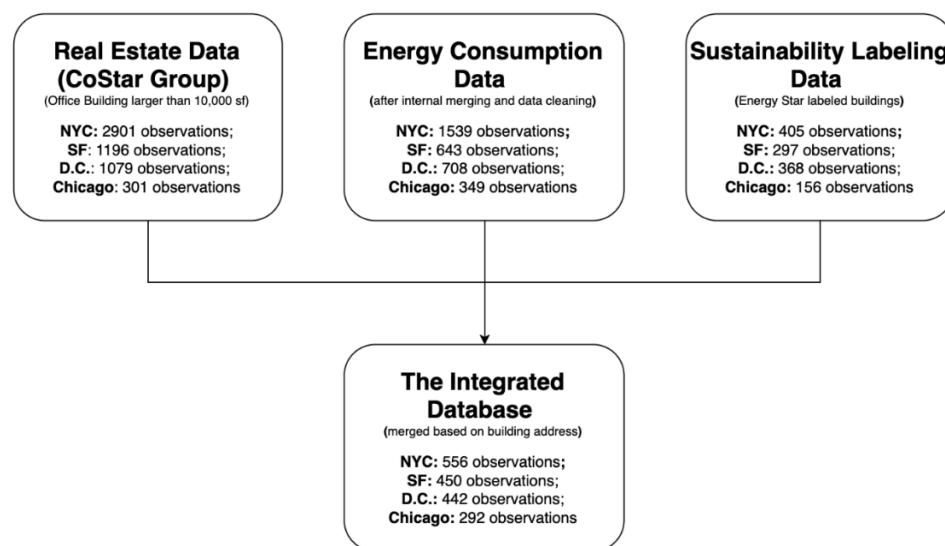 Real Estate Data
(CoStar Group)
(Office Building larger than 10,000 sf)
NYC: 2901 observations;
SF: 1196 observations;
D.C.: 1079 observations;
Chicago: 301 observations
Energy Consumption
Data
(after internal merging and data cleaning)
NYC: 1539 observations;
SF: 643 observations;
D.C.: 708 observations;
Chicago: 349 observations
Sustainability Labeling
Data
(Energy Star labeled buildings)
NYC: 405 observations;
SF: 297 observations;
D.C.: 368 observations;
Chicago: 156 observations
The Integrated
Database
(merged based on building address)
NYC: 556 observations;
SF: 450 observations;
D.C.: 442 observations;
Chicago: 292 observations